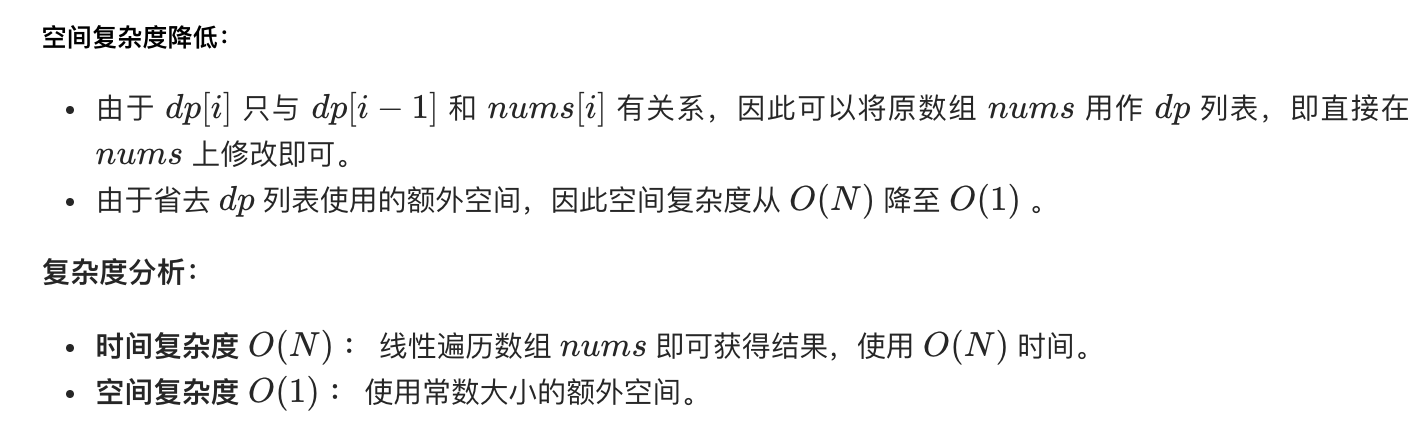 空间复杂度降低：
• 由于 dp[i] 只与 dp[i − 1] 和 nums[i] 有关系，因此可以将原数组 nums 用作 dp 列表，即直接在
nums 上修改即可。
• 由于省去 dp 列表使用的额外空间，因此空间复杂度从 O(N) 降至 O(1) 。
复杂度分析：
• 时间复杂度 O(N) ： 线性遍历数组 nums 即可获得结果，使用 O(N) 时间。
• 空间复杂度 O(1) ： 使用常数大小的额外空间。